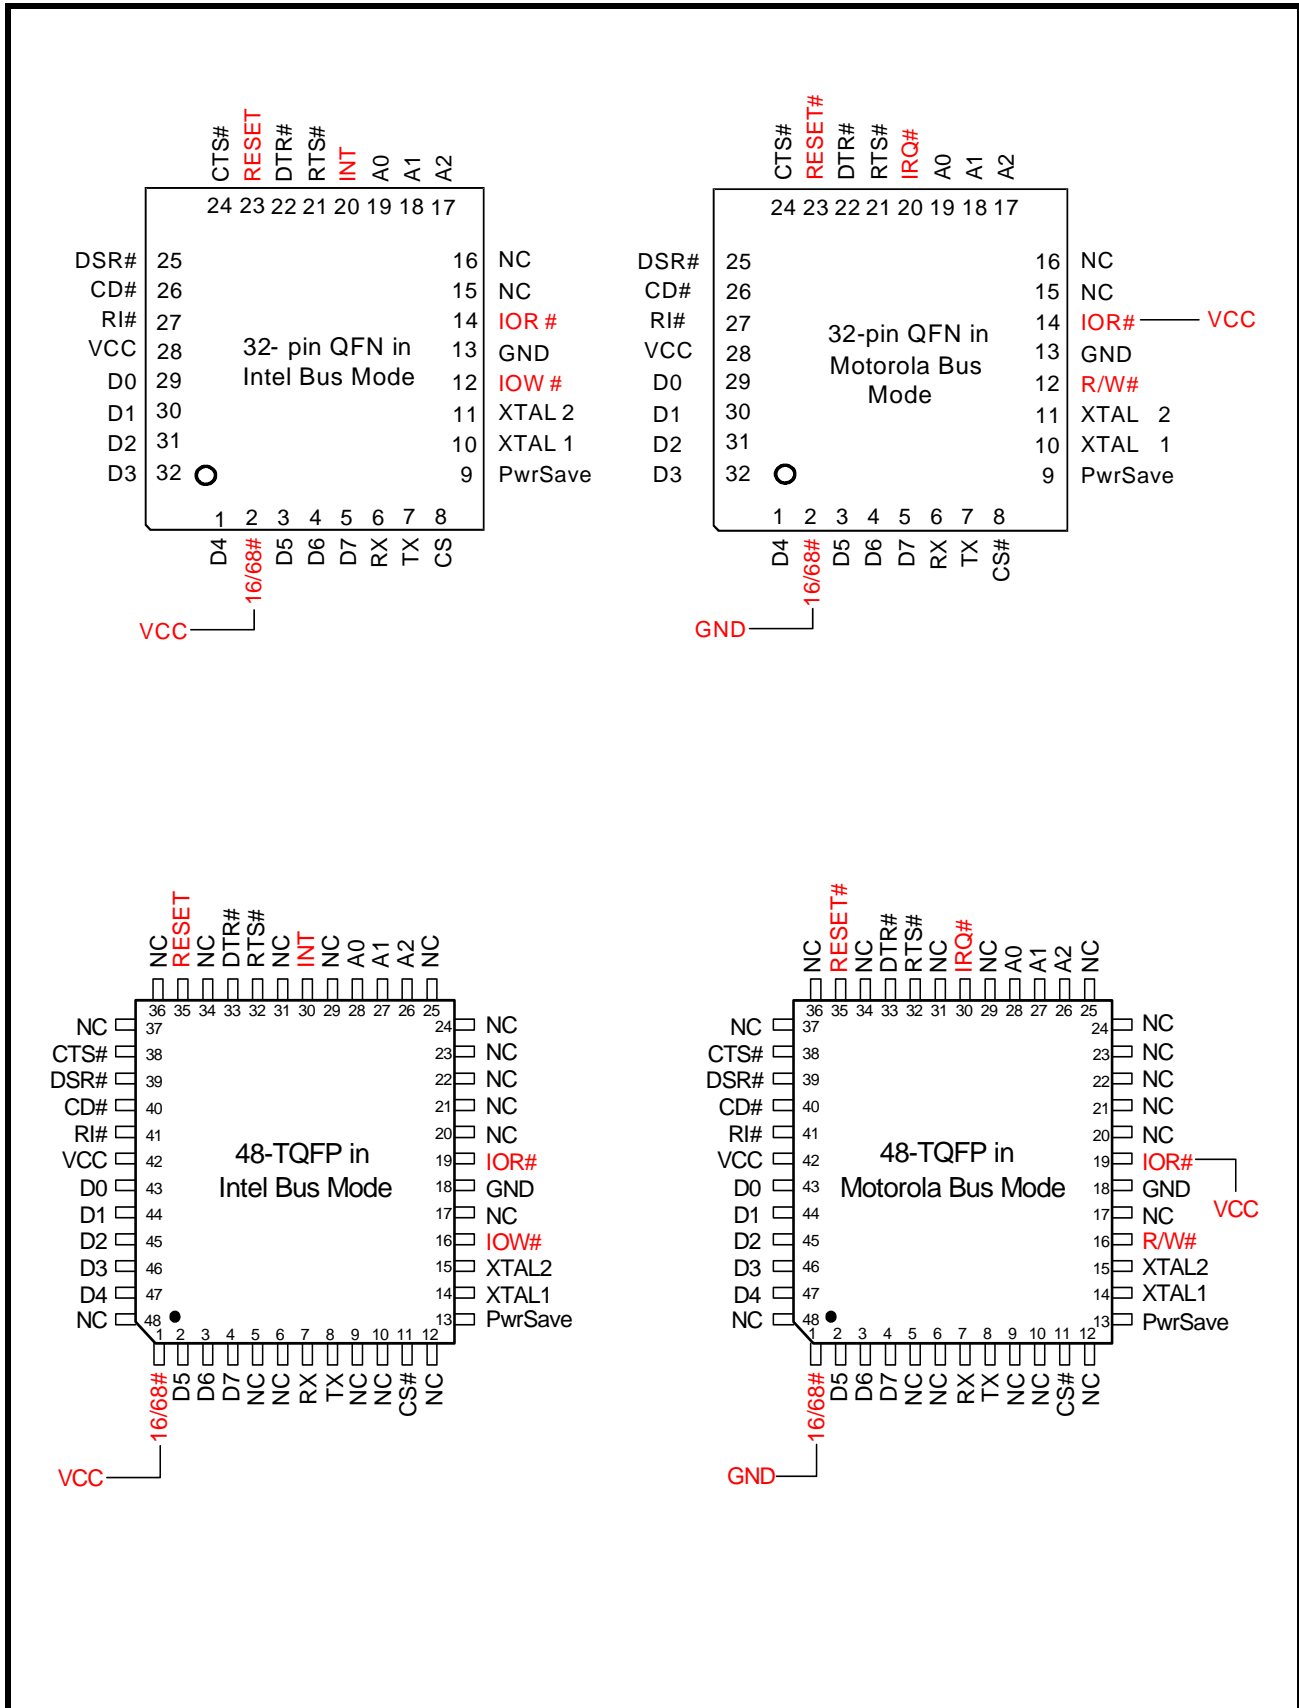 CTS# RESET DTR# RTS# INT A0 A1 A2
24 23 22 21 20 19 18 17
DSR# 25 16 NC
CD# 26 15 NC
RI# 27 14 IOR #
VCC 28 13 GND
D0 29 12 IOW #
D1 30 11 XTAL 2
D2 31 10 XTAL 1
D3 32 9 PwrSave
32- pin QFN in
Intel Bus Mode
1 2 3 4 5 6 7 8
D4 16/68# D5 D6 D7 RX TX CS
VCC
CTS# RESET# DTR# RTS# IRQ# A0 A1 A2
24 23 22 21 20 19 18 17
DSR# 25 16 NC
CD# 26 15 NC
RI# 27 14 IOR# VCC
VCC 28 13 GND
D0 29 12 R/W#
D1 30 11 XTAL 2
D2 31 10 XTAL 1
D3 32 9 PwrSave
32-pin QFN in
Motorola Bus
Mode
1 2 3 4 5 6 7 8
D4 16/68# D5 D6 D7 RX TX CS#
GND
NC RESET NC DTR# RTS# NC INT NC A0 A1 A2 NC
36 35 34 33 32 31 30 29 28 27 26 25
NC 37 24 NC
CTS# 38 23 NC
DSR# 39 22 NC
CD# 40 21 NC
RI# 41 20 NC
VCC 42 19 IOR#
D0 43 18 GND
D1 44 17 NC
D2 45 16 IOW#
D3 46 15 XTAL2
D4 47 14 XTAL1
NC 48 13 PwrSave
48-TQFP in
Intel Bus Mode
1 2 3 4 5 6 7 8 9 10 11 12
16/68# D5 D6 D7 NC NC RX TX NC NC CS# NC
VCC
NC RESET# NC DTR# RTS# NC IRQ# NC A0 A1 A2 NC
36 35 34 33 32 31 30 29 28 27 26 25
NC 37 24 NC
CTS# 38 23 NC
DSR# 39 22 NC
CD# 40 21 NC
RI# 41 20 NC
VCC 42 19 IOR#
D0 43 18 GND
VCC
D1 44 17 NC
D2 45 16 R/W#
D3 46 15 XTAL2
D4 47 14 XTAL1
NC 48 13 PwrSave
48-TQFP in
Motorola Bus Mode
1 2 3 4 5 6 7 8 9 10 11 12
16/68# D5 D6 D7 NC NC RX TX NC NC CS# NC
GND